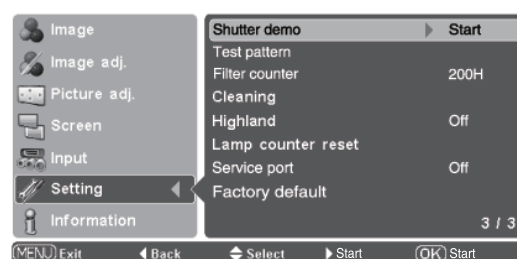 Image
Image adj.
Picture adj.
Screen
Input
Setting
Information
Shutter demo Start
Test pattern
Filter counter 200H
Cleaning
Highland Off
Lamp counter reset
Service port Off
Factory default
3 / 3
MENU Exit Back Select Start OK Start